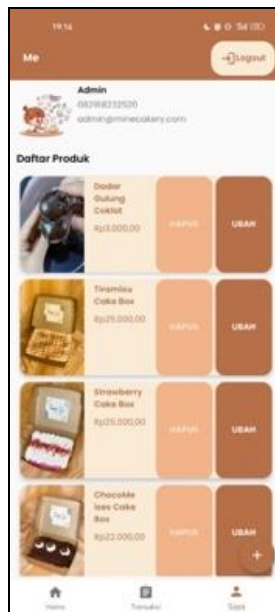 19.14
Me
Logout
Admin
082168232520
admin@minecakery.com
Daftar Produk
Dadar
Gulung
Coklat
Rp3.000,00
HAPUS
UBAH
Tiramisu
Cake Box
Rp25.000,00
HAPUS
UBAH
Strawberry
Cake Box
Rp25.000,00
HAPUS
UBAH
ChocoMe
lees Cake
Box
Rp22.000,00
HAPUS
UBAH
+
Home
Transaksi
Saya